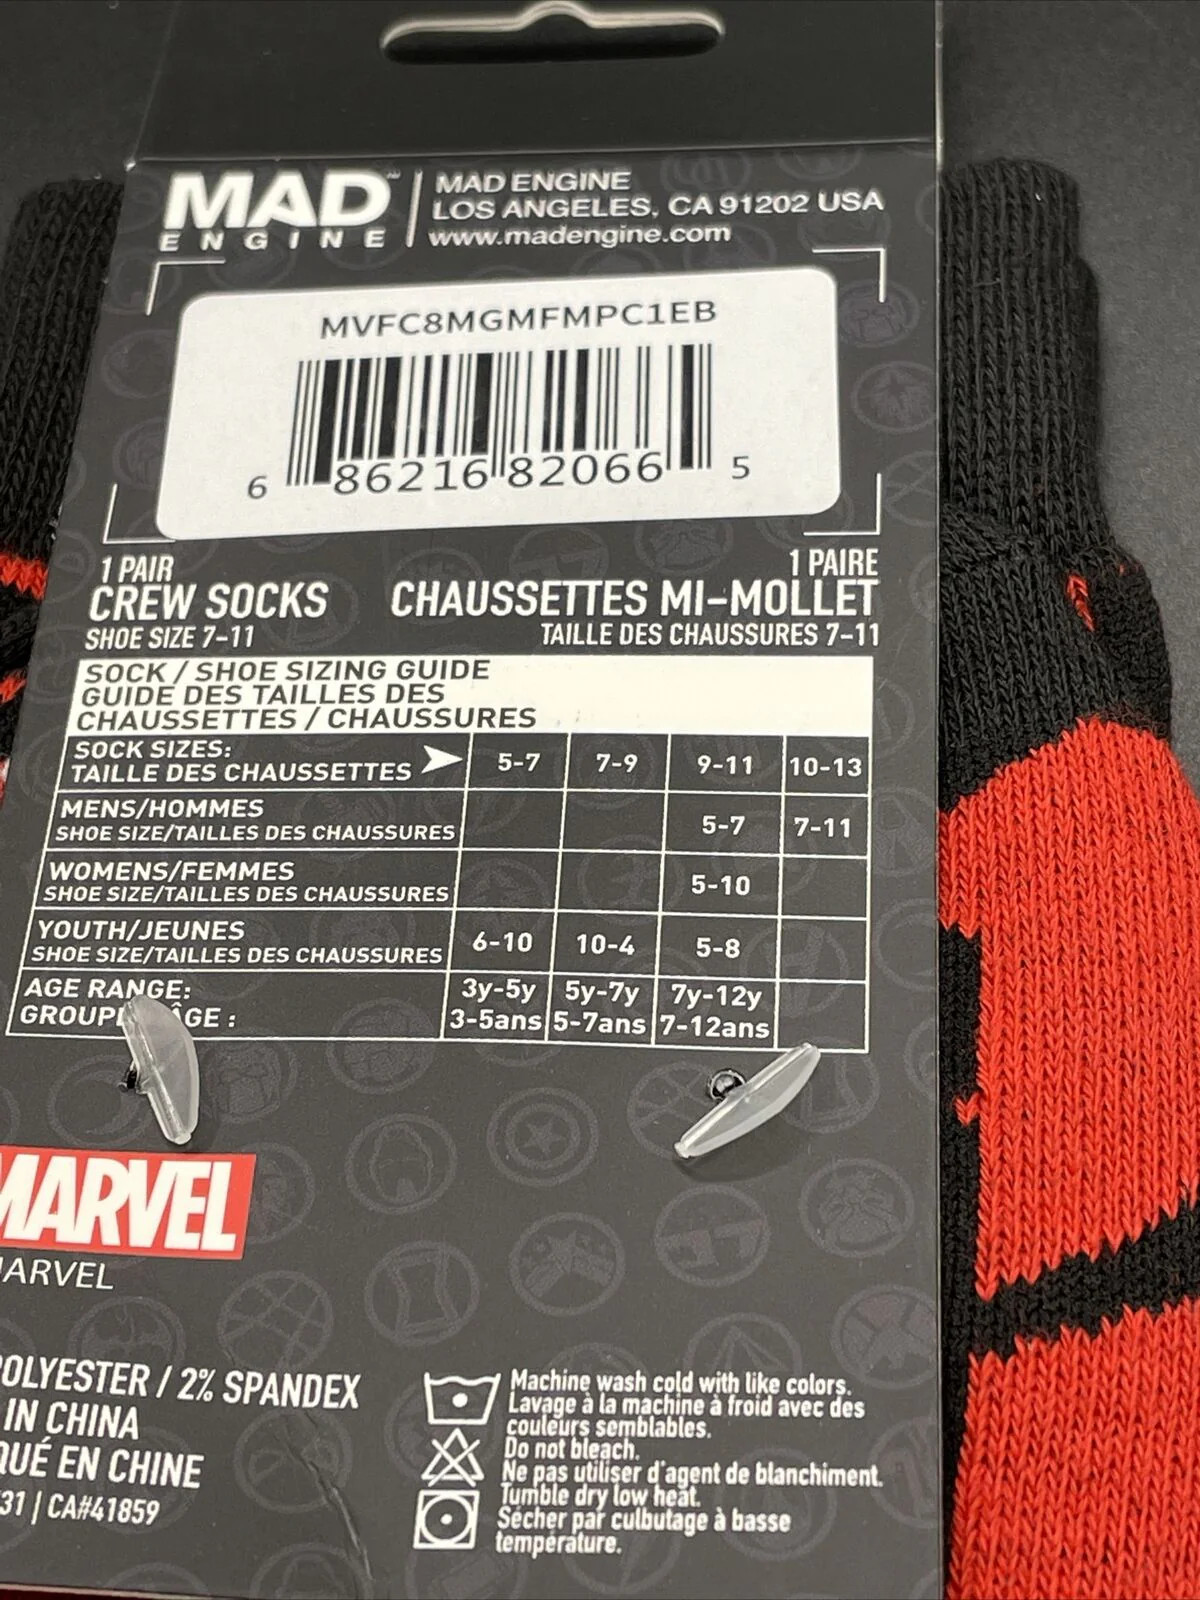 MAD™
ENGINE
MAD ENGINE
LOS ANGELES, CA 91202 USA
www.madengine.com
MVFC8MGMFMPC1EB
6 86216 82066 5
1 PAIR
CREW SOCKS
SHOE SIZE 7-11
1 PAIRE
CHAUSSETTES MI-MOLLET
TAILLE DES CHAUSSURES 7-11
SOCK / SHOE SIZING GUIDE
GUIDE DES TAILLES DES
CHAUSSETTES / CHAUSSURES
SOCK SIZES:
TAILLE DES CHAUSSETTES 5-7 7-9 9-11 10-13
MENS/HOMMES
SHOE SIZE/TAILLES DES CHAUSSURES 5-7 7-11
WOMENS/FEMMES
SHOE SIZE/TAILLES DES CHAUSSURES 5-10
YOUTH/JEUNES
SHOE SIZE/TAILLES DES CHAUSSURES 6-10 10-4 5-8
AGE RANGE: 3y-5y 5y-7y 7y-12y
ÂGE : 3-5ans 5-7ans 7-12ans
MARVEL
MARVEL
POLYESTER / 2% SPANDEX
IN CHINA
QUÉ EN CHINE
31 | CA#41859
Machine wash cold with like colors.
Lavage à la machine à froid avec des
couleurs semblables.
Do not bleach.
Ne pas utiliser d'agent de blanchiment.
Tumble dry low heat.
Sécher par culbutage à basse
température.